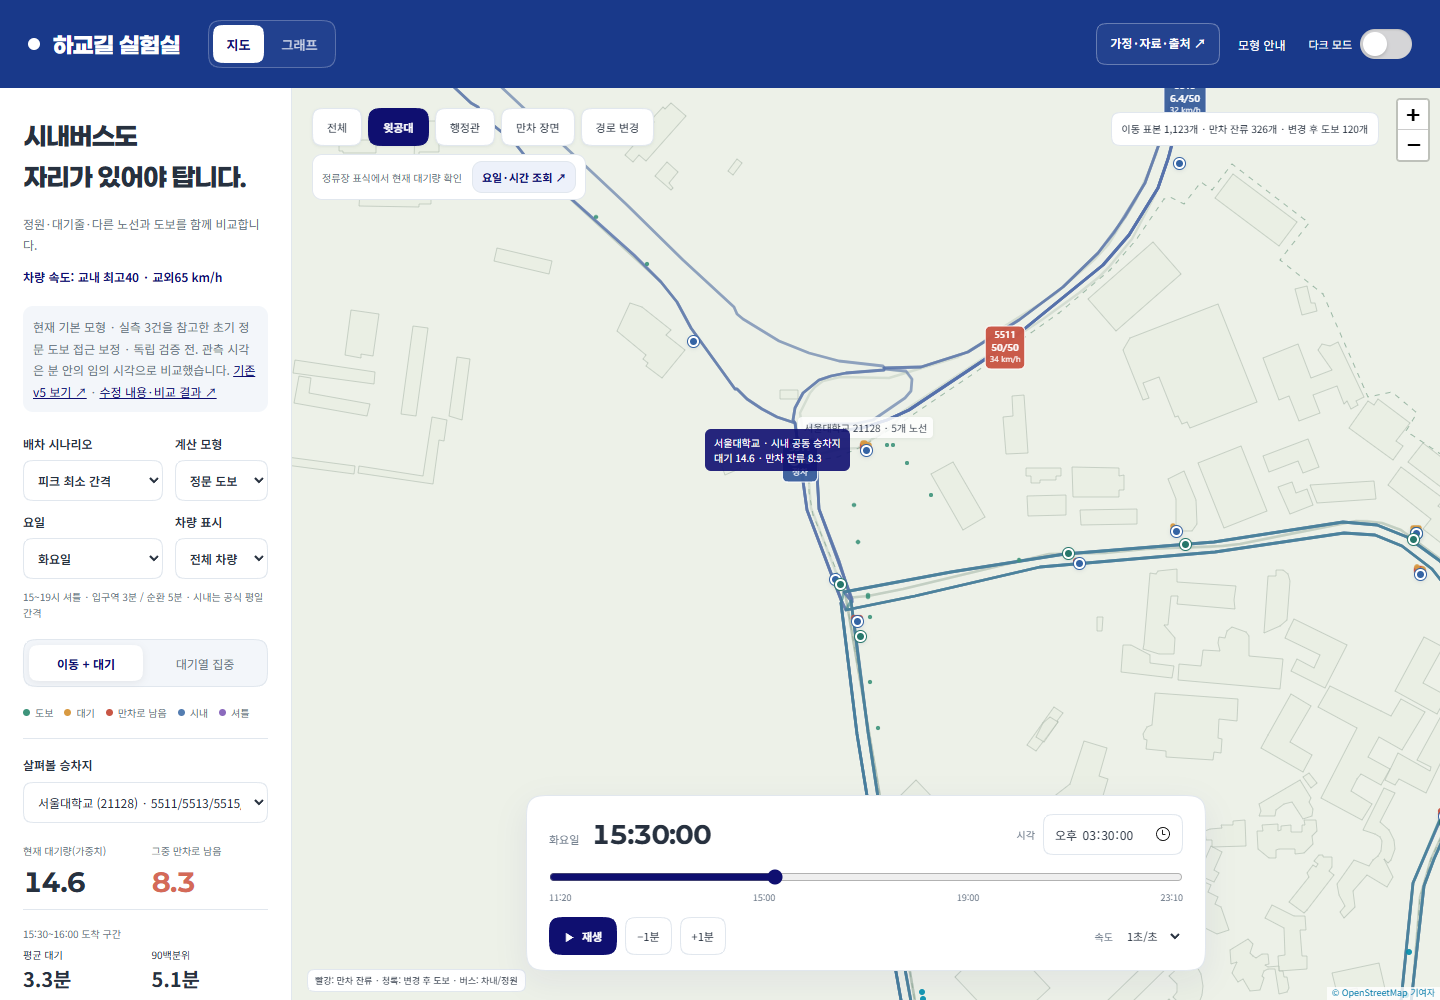 하교길 실험실
지도
그래프
가정·자료·출처 ↗
모형 안내
다크 모드
시내버스도
자리가 있어야 탑니다.
정원·대기줄·다른 노선과 도보를 함께 비교합니
다.
차량 속도: 교내 최고40 · 교외65 km/h
현재 기본 모형 · 실측 3건을 참고한 초기 정
문 도보 접근 보정 · 독립 검증 전. 관측 시각
은 분 안의 임의 시각으로 비교했습니다. 기존
v5 보기 ↗ · 수정 내용·비교 결과 ↗
배차 시나리오
계산 모형
피크 최소 간격
정문 도보
요일
차량 표시
화요일
전체 차량
15~19시 셔틀 · 입구역 3분 / 순환 5분 · 시내는 공식 평일
간격
이동 + 대기
대기열 집중
도보
대기
만차로 남음
시내
셔틀
살펴볼 승차지
서울대학교 (21128) · 5511/5513/5515,
현재 대기량(가중치)
그중 만차로 남음
14.6
8.3
15:30~16:00 도착 구간
평균 대기
90백분위
3.3분
5.1분
전체
윗공대
행정관
만차 장면
경로 변경
정류장 표식에서 현재 대기량 확인
요일·시간 조회 ↗
6.4/50
32 km/h
이동 표본 1,123개 · 만차 잔류 326개 · 변경 후 도보 120개
+
−
5511
50/50
34 km/h
서울대학교 21128 · 5개 노선
서울대학교 · 시내 공동 승차지
대기 14.6 · 만차 잔류 8.3
정차
화요일
15:30:00
시각
오후 03:30:00
11:20
15:00
19:00
23:10
▶ 재생
−1분
+1분
속도
1초/초
빨강: 만차 잔류 · 청록: 변경 후 도보 · 버스: 차내/정원
© OpenStreetMap 기여자